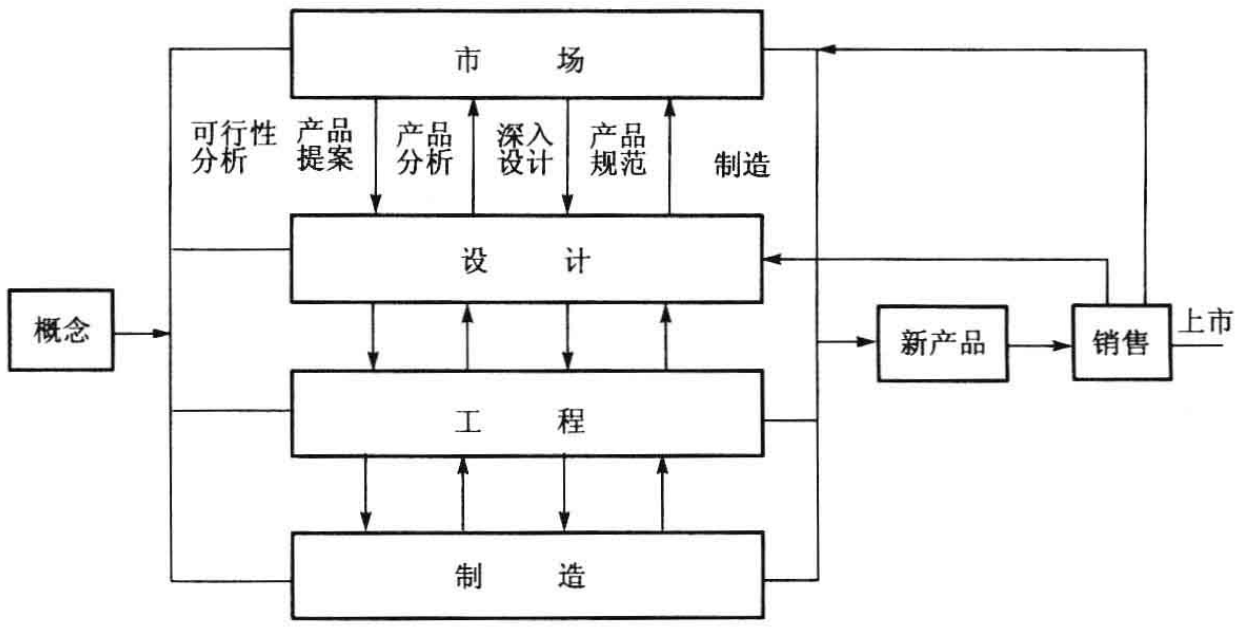 市 场
可行性
分析
产品
提案
产品
分析
深入
设计
产品
规范
制造
设 计
概念
新产品
销售
上市
工 程
制 造